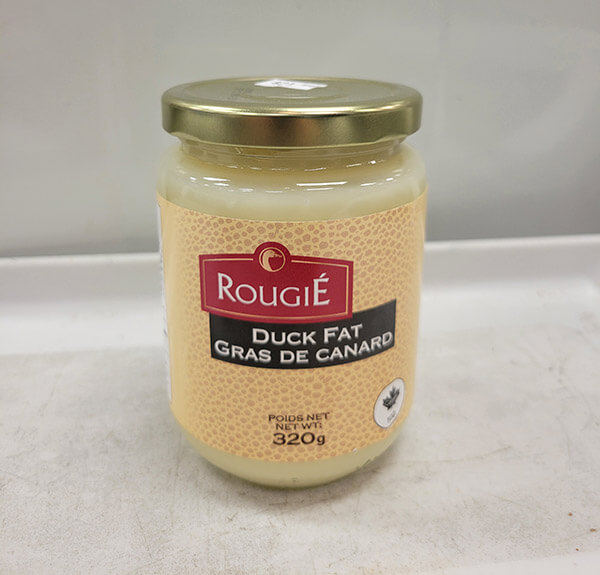 ROUGIÉ
DUCK FAT
GRAS DE CANARD
POIDS NET
NET WT:
320g